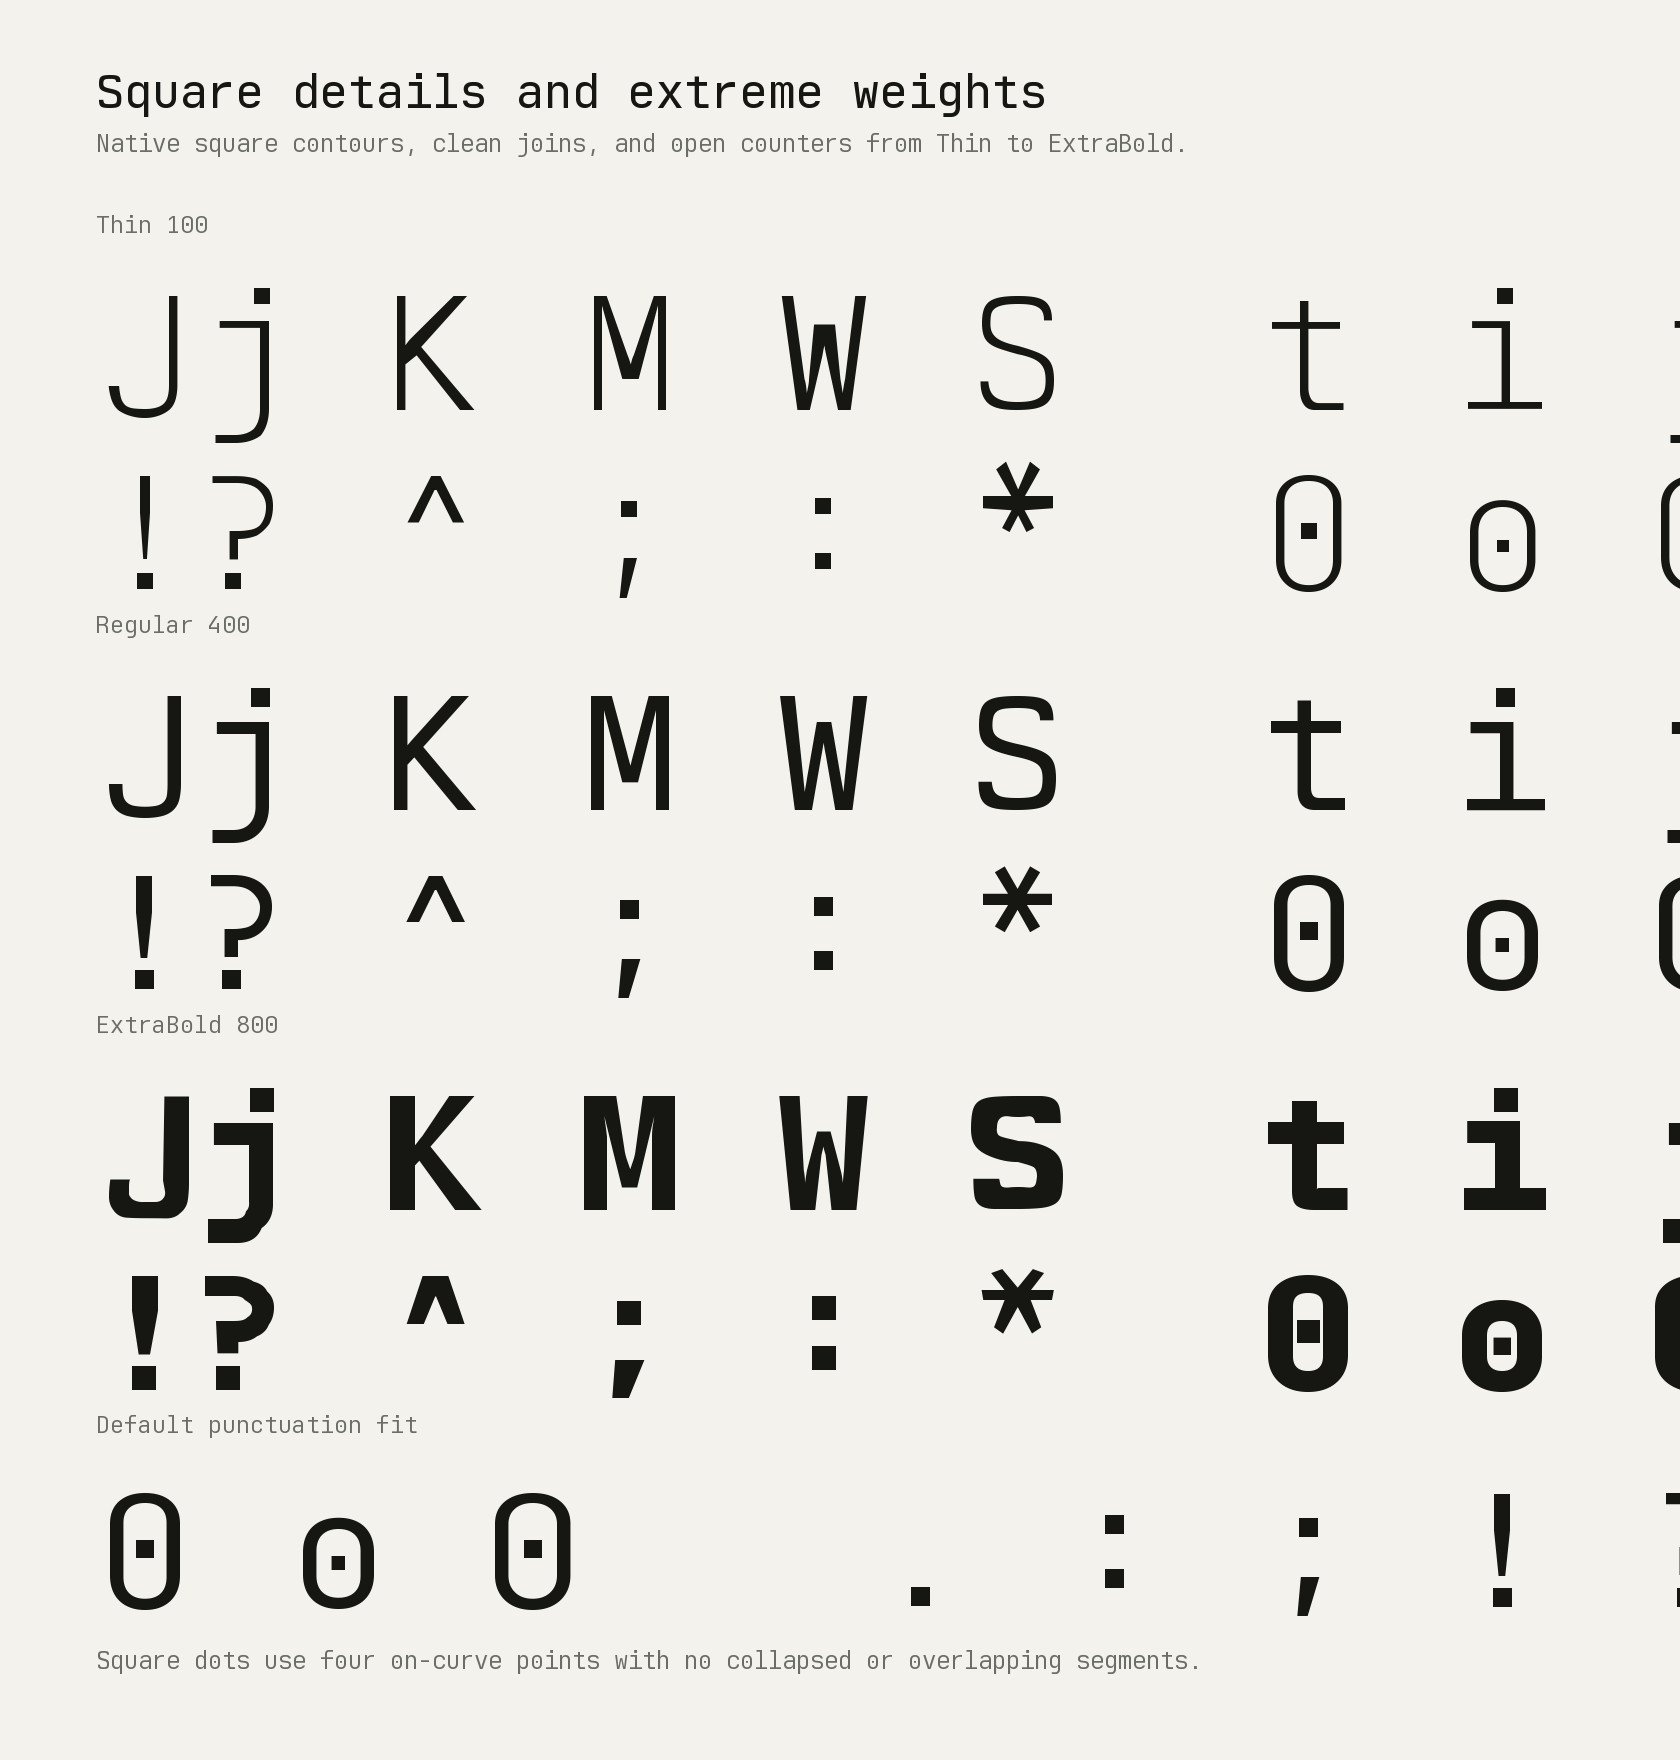 Square details and extreme weights
Native square contours, clean joins, and open counters from Thin to ExtraBold.
Thin 100
Jj K M W S t i
!? ^ ; : * 0 o
Regular 400
Jj K M W S t i
!? ^ ; : * 0 o
ExtraBold 800
Jj K M W S t i
!? ^ ; : * 0 o
Default punctuation fit
0 o 0 . : ; !
Square dots use four on-curve points with no collapsed or overlapping segments.